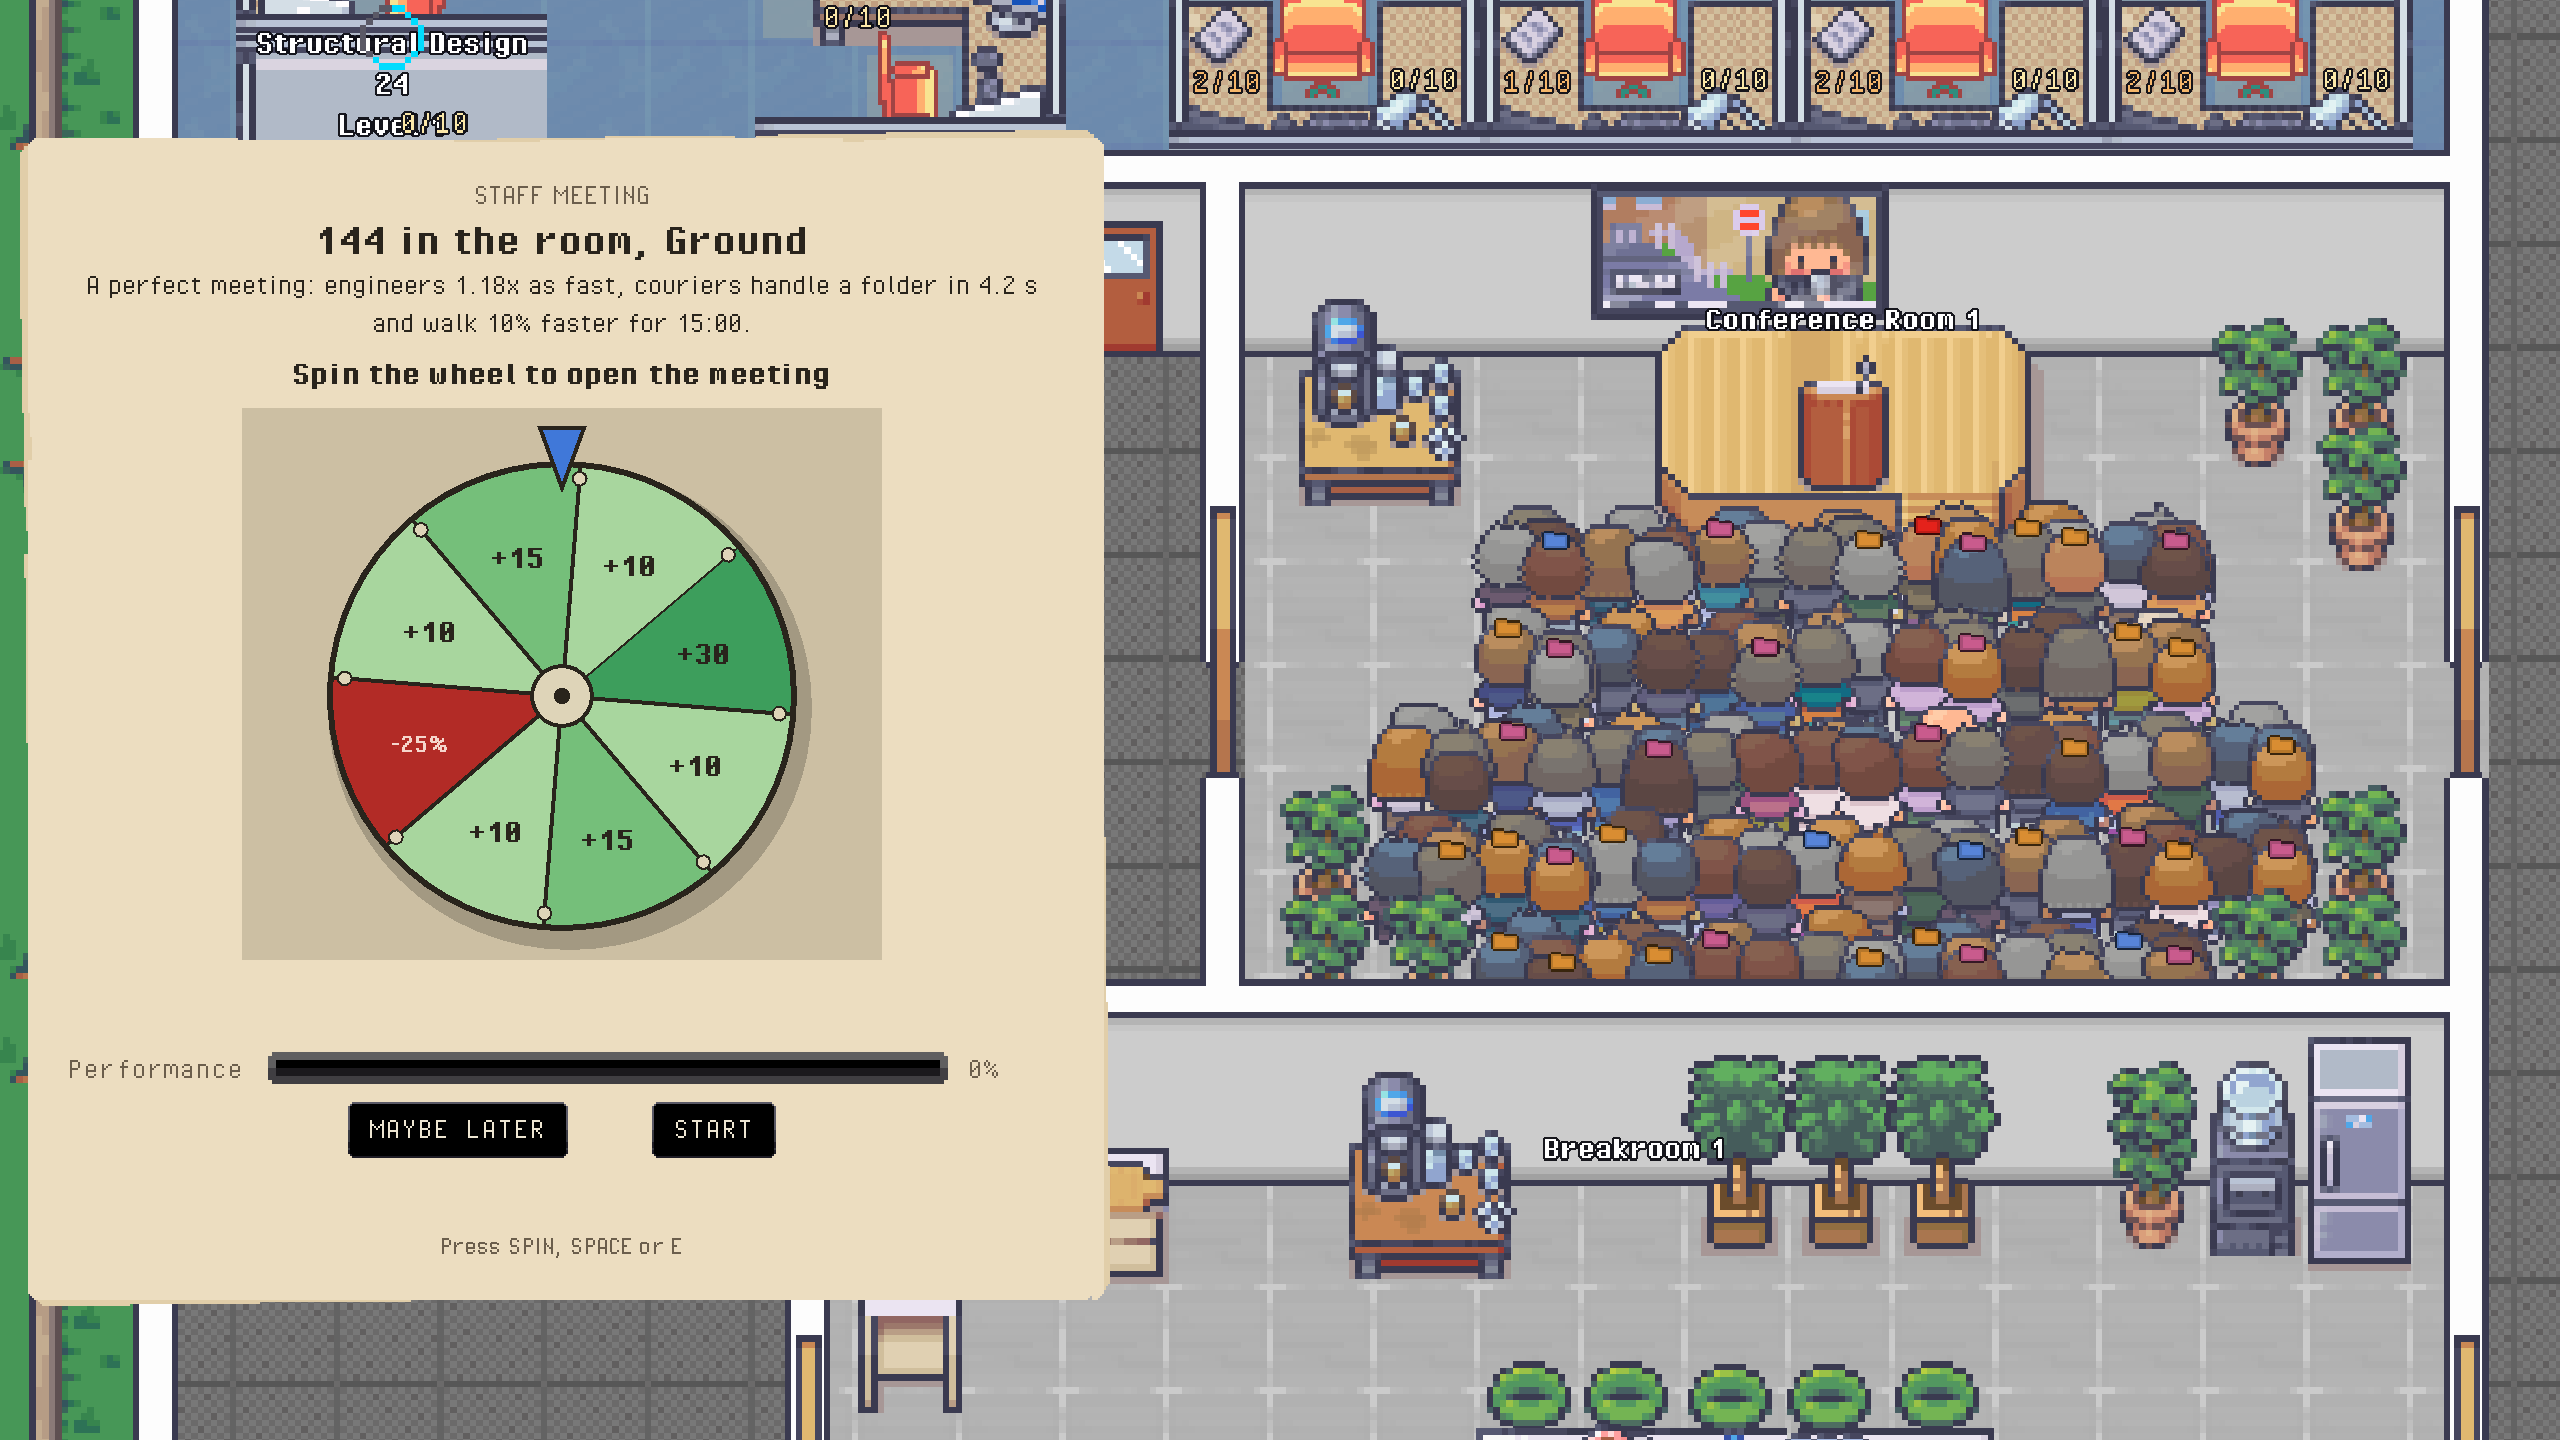 0/10
Structural Design
24
0/10
2/10
0/10
1/10
0/10
2/10
0/10
2/10
0/10
STAFF MEETING
144 in the room, Ground
A perfect meeting: engineers 1.18x as fast, couriers handle a folder in 4.2 s
and walk 10% faster for 15:00.
Spin the wheel to open the meeting
+15
+10
+10
+30
-25%
+10
+10
+15
Performance
0%
MAYBE LATER
START
Press SPIN, SPACE or E
Conference Room 1
Breakroom 1